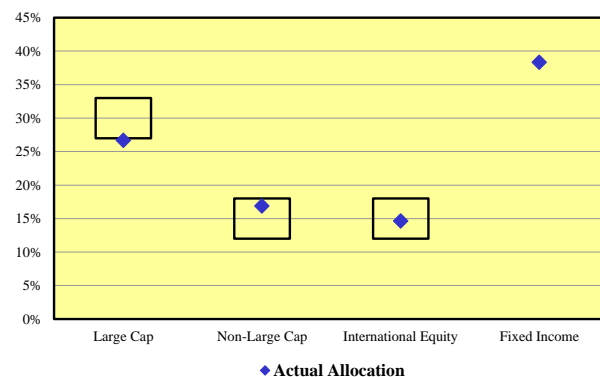 45%
40%
35%
30%
25%
20%
15%
10%
5%
0%
Large Cap
Non-Large Cap
International Equity
Fixed Income
Actual Allocation